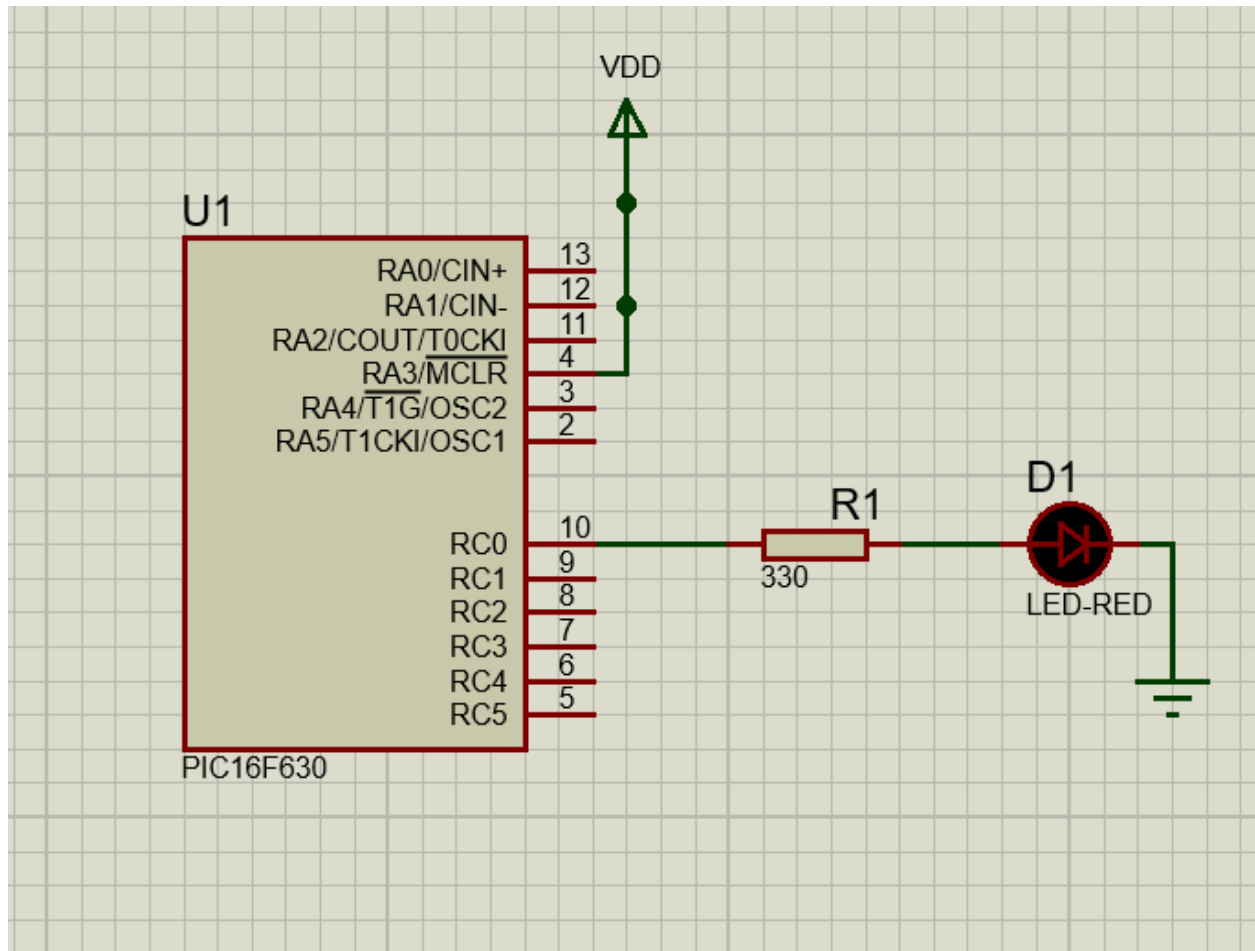 VDD
U1
13
RA0/CIN+
12
RA1/CIN-
11
RA2/COUT/T0CKI
4
RA3/MCLR
3
RA4/T1G/OSC2
2
RA5/T1CKI/OSC1
10
RC0
9
RC1
8
RC2
7
RC3
6
RC4
5
RC5
PIC16F630
R1
330
D1
LED-RED